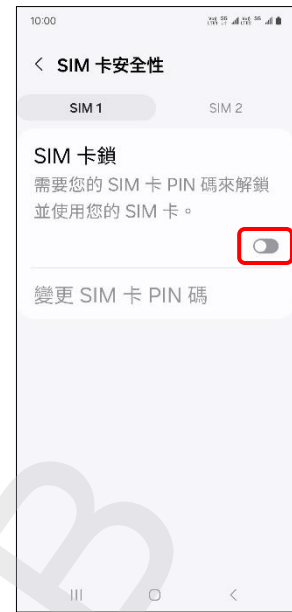 10:00
SIM 卡安全性
SIM 1
SIM 2
SIM 卡鎖
需要您的 SIM 卡 PIN 碼來解鎖
並使用您的 SIM 卡。
變更 SIM 卡 PIN 碼